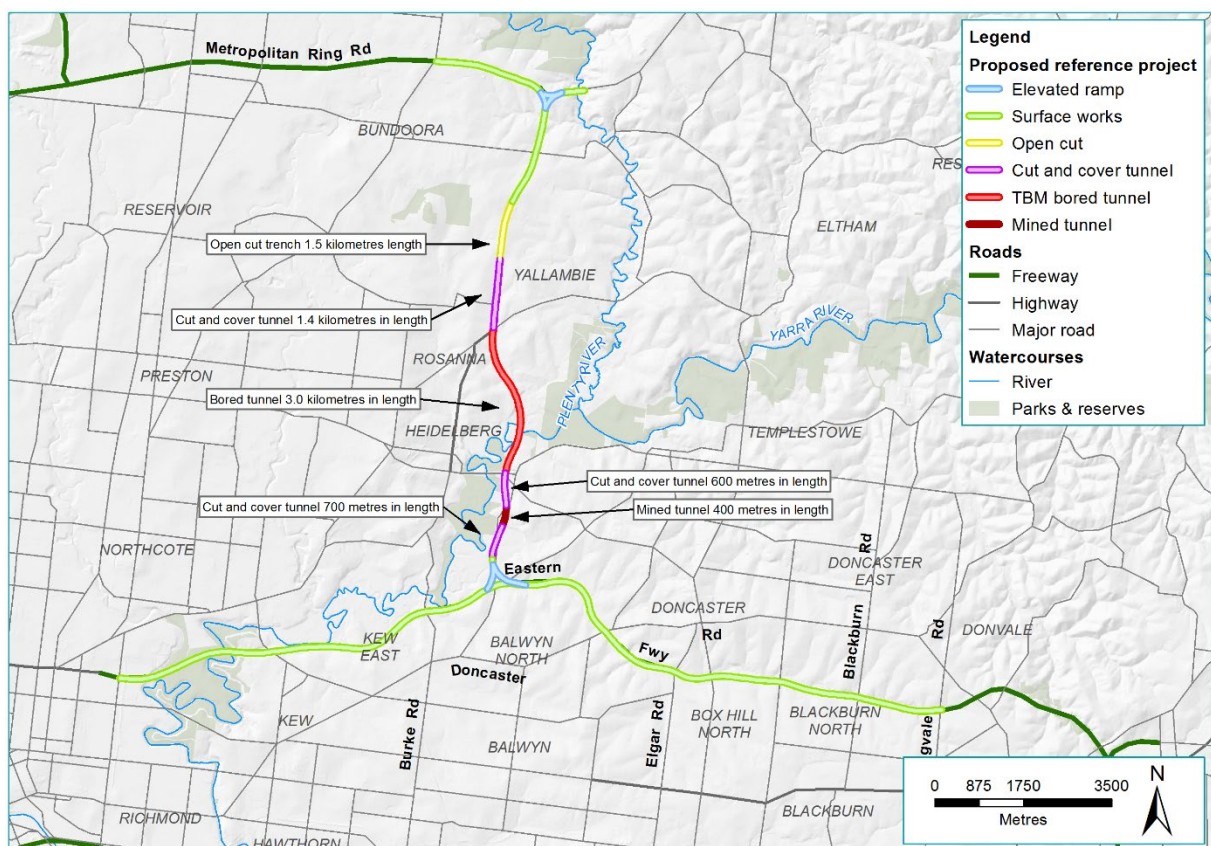 Metropolitan Ring Rd
BUNDOORA
RESERVOIR
ELTHAM
Open cut trench 1.5 kilometres length
YALLAMBIE
Cut and cover tunnel 1.4 kilometres in length
YARRA RIVER
ROSANNA
PRESTON
PLENTY RIVER
Bored tunnel 3.0 kilometres in length
HEIDELBERG
TEMPLESTOWE
Cut and cover tunnel 600 metres in length
Cut and cover tunnel 700 metres in length
Mined tunnel 400 metres in length
NORTHCOTE
Eastern
DONCASTER
EAST
DONCASTER
Blackburn Rd
Rd
DONVALE
KEW
EAST
BALWYN
NORTH
Fwy
Doncaster Rd
KEW
Burke Rd
BALWYN
Elgar Rd
BOX HILL
NORTH
BLACKBURN
NORTH
gvale
BLACKBURN
RICHMOND
HAWTHORN
Legend
Proposed reference project
Elevated ramp
Surface works
Open cut
Cut and cover tunnel
RES
TBM bored tunnel
Mined tunnel
Roads
Freeway
Highway
Major road
Watercourses
River
Parks & reserves
0 875 1750 3500
Metres
N